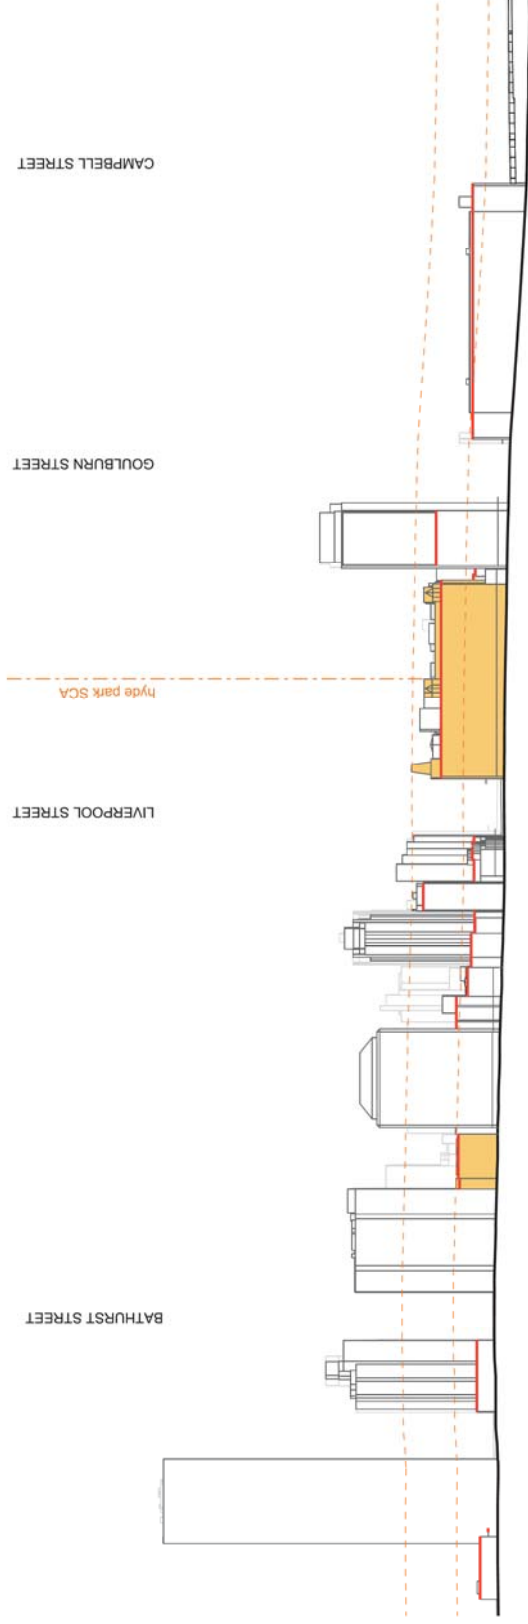 BATHURST STREET
LIVERPOOL STREET
hyde park SCA
GOULBURN STREET
CAMPBELL STREET